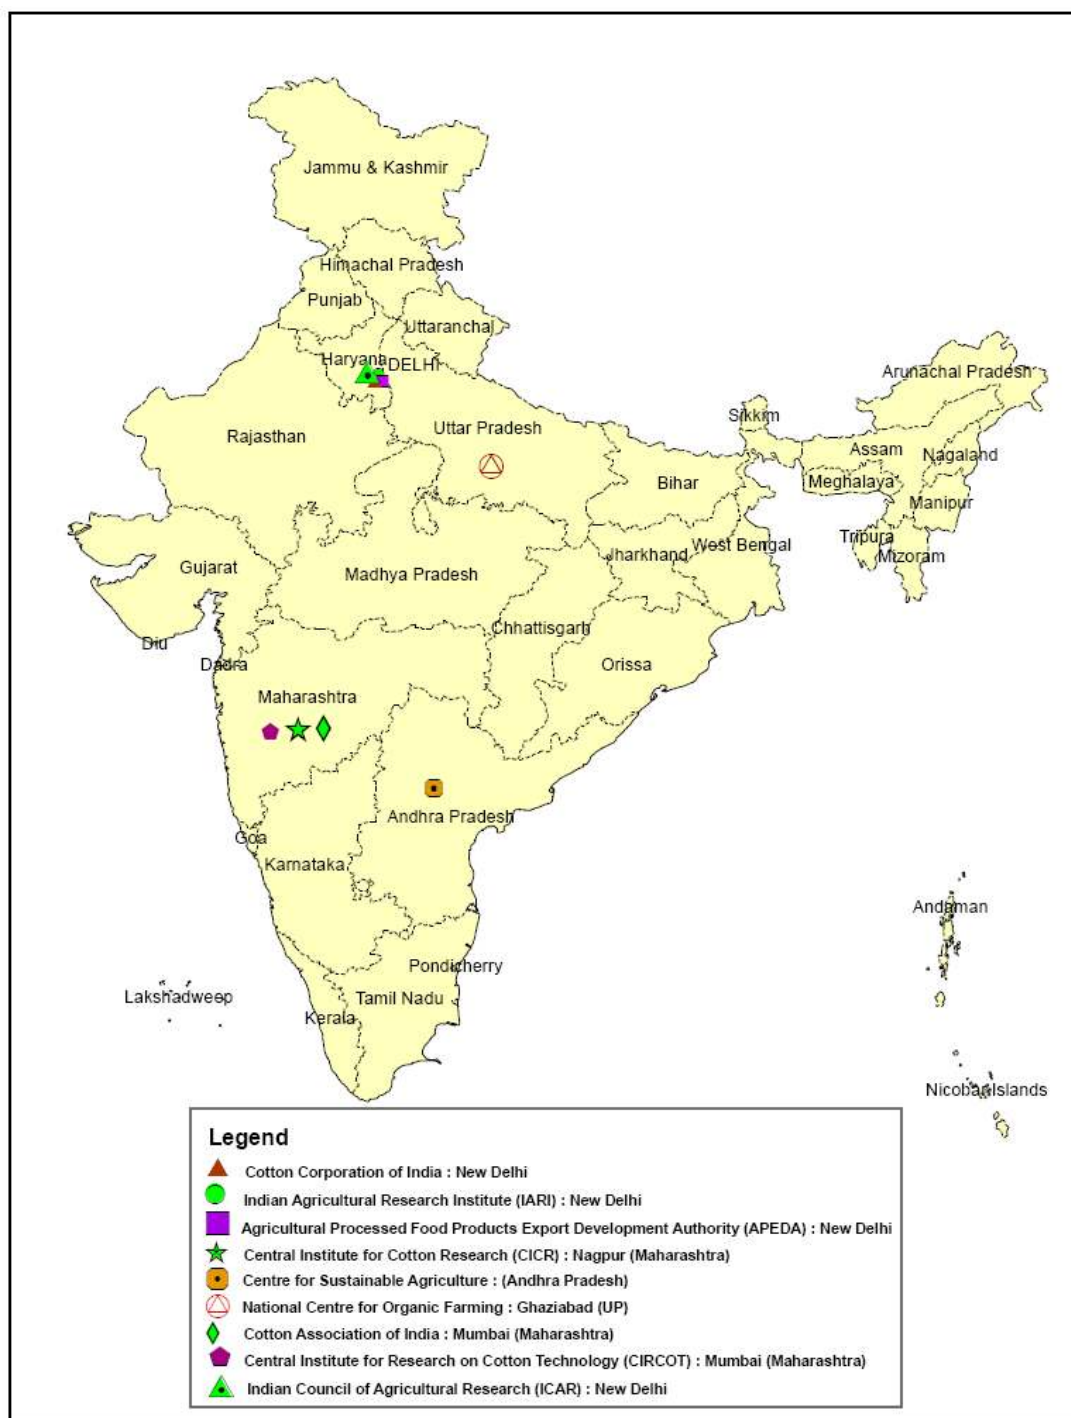 Jammu & Kashmir
Himachal Pradesh
Punjab
Uttaranchal
Haryana
DELHI
Arunachal Pradesh
Sikkim
Rajasthan
Uttar Pradesh
Assam
Nagaland
Bihar
Meghalaya
Manipur
Tripura
West Bengal
Jharkhand
Mizoram
Gujarat
Madhya Pradesh
Chhattisgarh
Diu
Dadra
Orissa
Maharashtra
Andhra Pradesh
Goa
Karnataka
Andaman
Pondicherry
Lakshadweep
Tamil Nadu
Kerala
NicobarIslands
Legend
Cotton Corporation of India : New Delhi
Indian Agricultural Research Institute (IARI) : New Delhi
Agricultural Processed Food Products Export Development Authority (APEDA) : New Delhi
Central Institute for Cotton Research (CICR) : Nagpur (Maharashtra)
Centre for Sustainable Agriculture : (Andhra Pradesh)
National Centre for Organic Farming : Ghaziabad (UP)
Cotton Association of India : Mumbai (Maharashtra)
Central Institute for Research on Cotton Technology (CIRCOT) : Mumbai (Maharashtra)
Indian Council of Agricultural Research (ICAR) : New Delhi